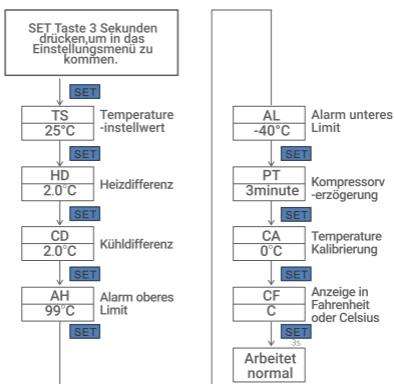 SET Taste 3 Sekunden
drücken,um in das
Einstellungsmenü zu
kommen.
SET
TS
25°C
Temperature
-instellwert
SET
HD
2.0°C
Heizdifferenz
SET
CD
2.0°C
Kühldifferenz
SET
AH
99°C
Alarm oberes
Limit
SET
AL
-40°C
Alarm unteres
Limit
SET
PT
3minute
Kompressorv
-erzögerung
SET
CA
0°C
Temperature
Kalibrierung
SET
CF
C
Anzeige in
Fahrenheit
oder Celsius
SET
3s
Arbeitet
normal